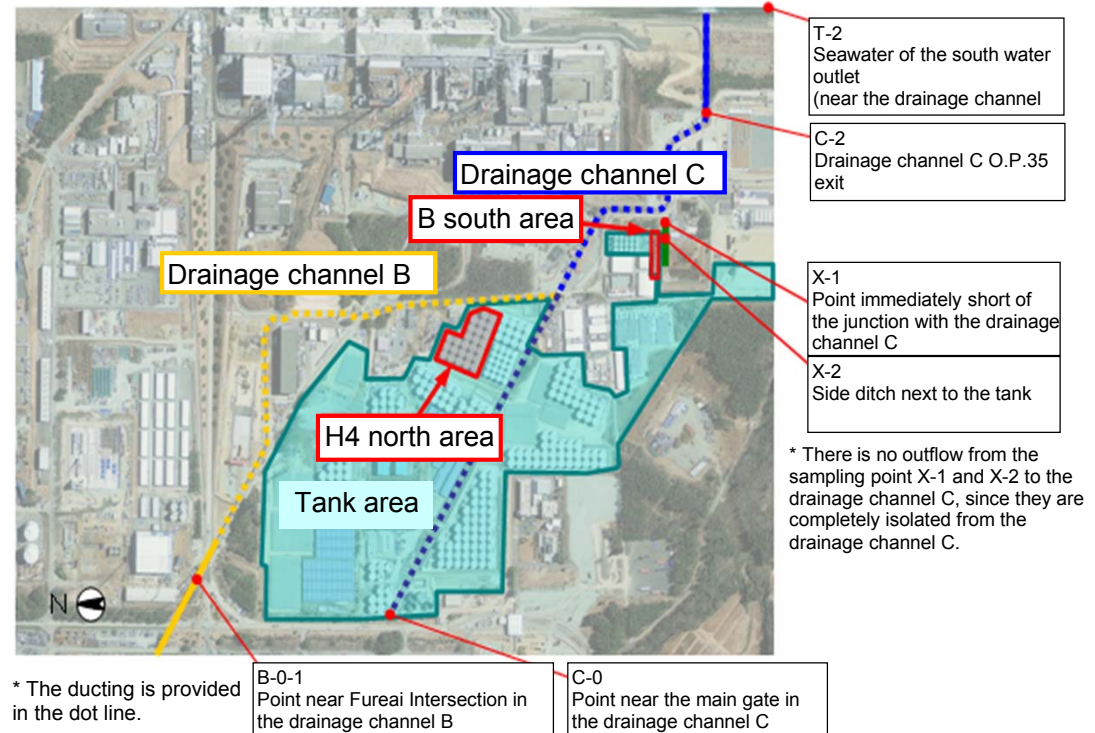 T-2
Seawater of the south water
outlet
(near the drainage channel
C-2
Drainage channel C O.P.35
exit
Drainage channel C
B south area
Drainage channel B
X-1
Point immediately short of
the junction with the drainage
channel C
X-2
Side ditch next to the tank
H4 north area
* There is no outflow from the
sampling point X-1 and X-2 to the
drainage channel C, since they are
completely isolated from the
drainage channel C.
Tank area
N
* The ducting is provided
in the dot line.
B-0-1
Point near Fureai Intersection in
the drainage channel B
C-0
Point near the main gate in
the drainage channel C